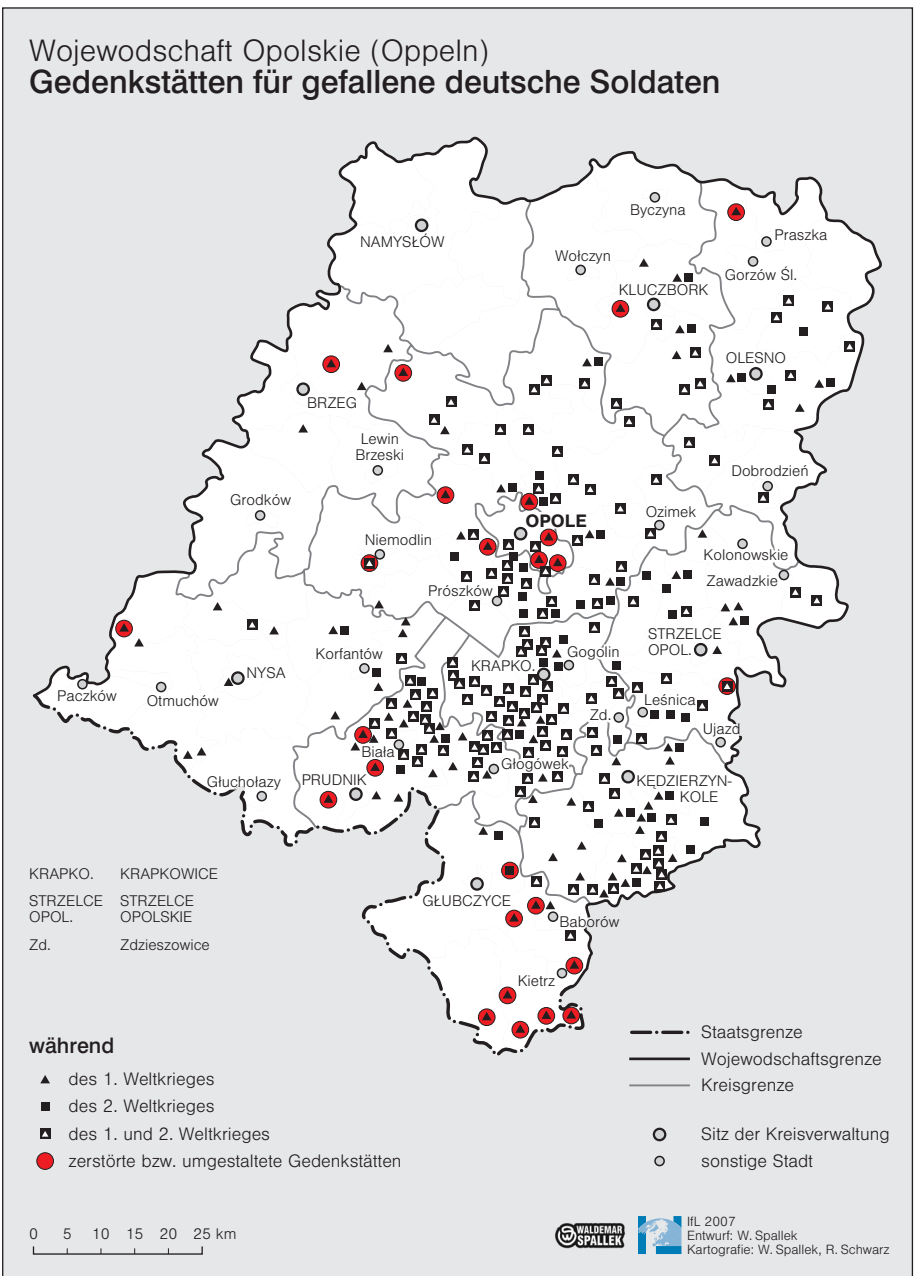 Wojewodschaft Opolskie (Oppeln)
Gedenkstätten für gefallene deutsche Soldaten
Byczyna
NAMYSŁÓW
Praszka
Wołczyn
Gorzów Śl.
KLUCZBORK
OLESNO
BRZEG
Lewin
Brzeski
Dobrodzień
Grodków
OPOLE
Ozimek
Niemodlin
Kolonowskie
Zawadzkie
Prószków
STRZELCE
OPOL.
Korfantów
KRAPKO.
Gogolin
NYSA
Paczków
Otmuchów
Leśnica
Zd.
Ujazd
Biała
Głogówek
Głuchołazy
PRUDNIK
KĘDZIERZYN-
KOLE
KRAPKO. KRAPKOWICE
STRZELCE STRZELCE
OPOL. OPOLSKIE
Zd. Zdzieszowice
GŁUBCZYCE
Baborów
Kietrz
während
des 1. Weltkrieges
des 2. Weltkrieges
des 1. und 2. Weltkrieges
zerstörte bzw. umgestaltete Gedenkstätten
Staatsgrenze
Wojewodschaftsgrenze
Kreisgrenze
Sitz der Kreisverwaltung
sonstige Stadt
0 5 10 15 20 25 km
WALDEMAR
SPALLEK
IfL 2007
Entwurf: W. Spallek
Kartografie: W. Spallek, R. Schwarz